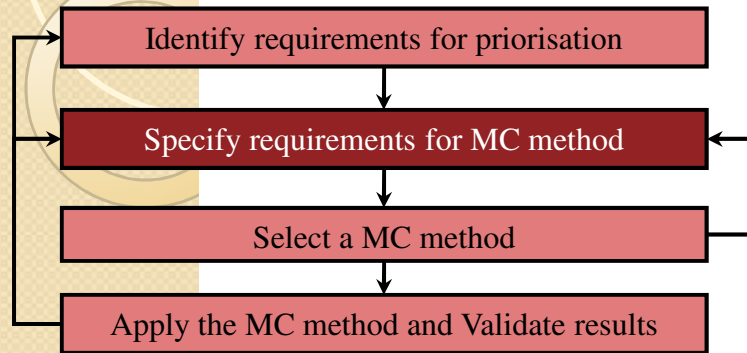 Identify requirements for priorisation
Specify requirements for MC method
Select a MC method
Apply the MC method and Validate results